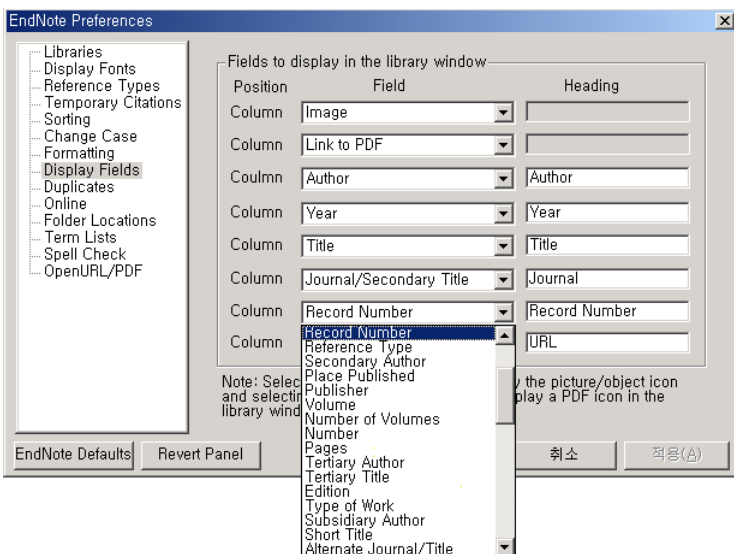 EndNote Preferences
Libraries
Display Fonts
Reference Types
Temporary Citations
Sorting
Change Case
Formatting
Display Fields
Duplicates
Online
Folder Locations
Term Lists
Spell Check
OpenURL/PDF
Fields to display in the library window
Position Field Heading
Column Image
Column Link to PDF
Coulmn Author Author
Column Year Year
Column Title Title
Column Journal/Secondary Title Journal
Column Record Number Record Number
Column URL
Record Number
Reference Type
Secondary Author
Place Published
Publisher
Volume
Number of Volumes
Number
Pages
Tertiary Author
Tertiary Title
Edition
Type of Work
Subsidiary Author
Short Title
Alternate Journal/Title
Note: the picture/object icon
and a PDF icon in the
library
EndNote Defaults Revert Panel 취소 적용(A)